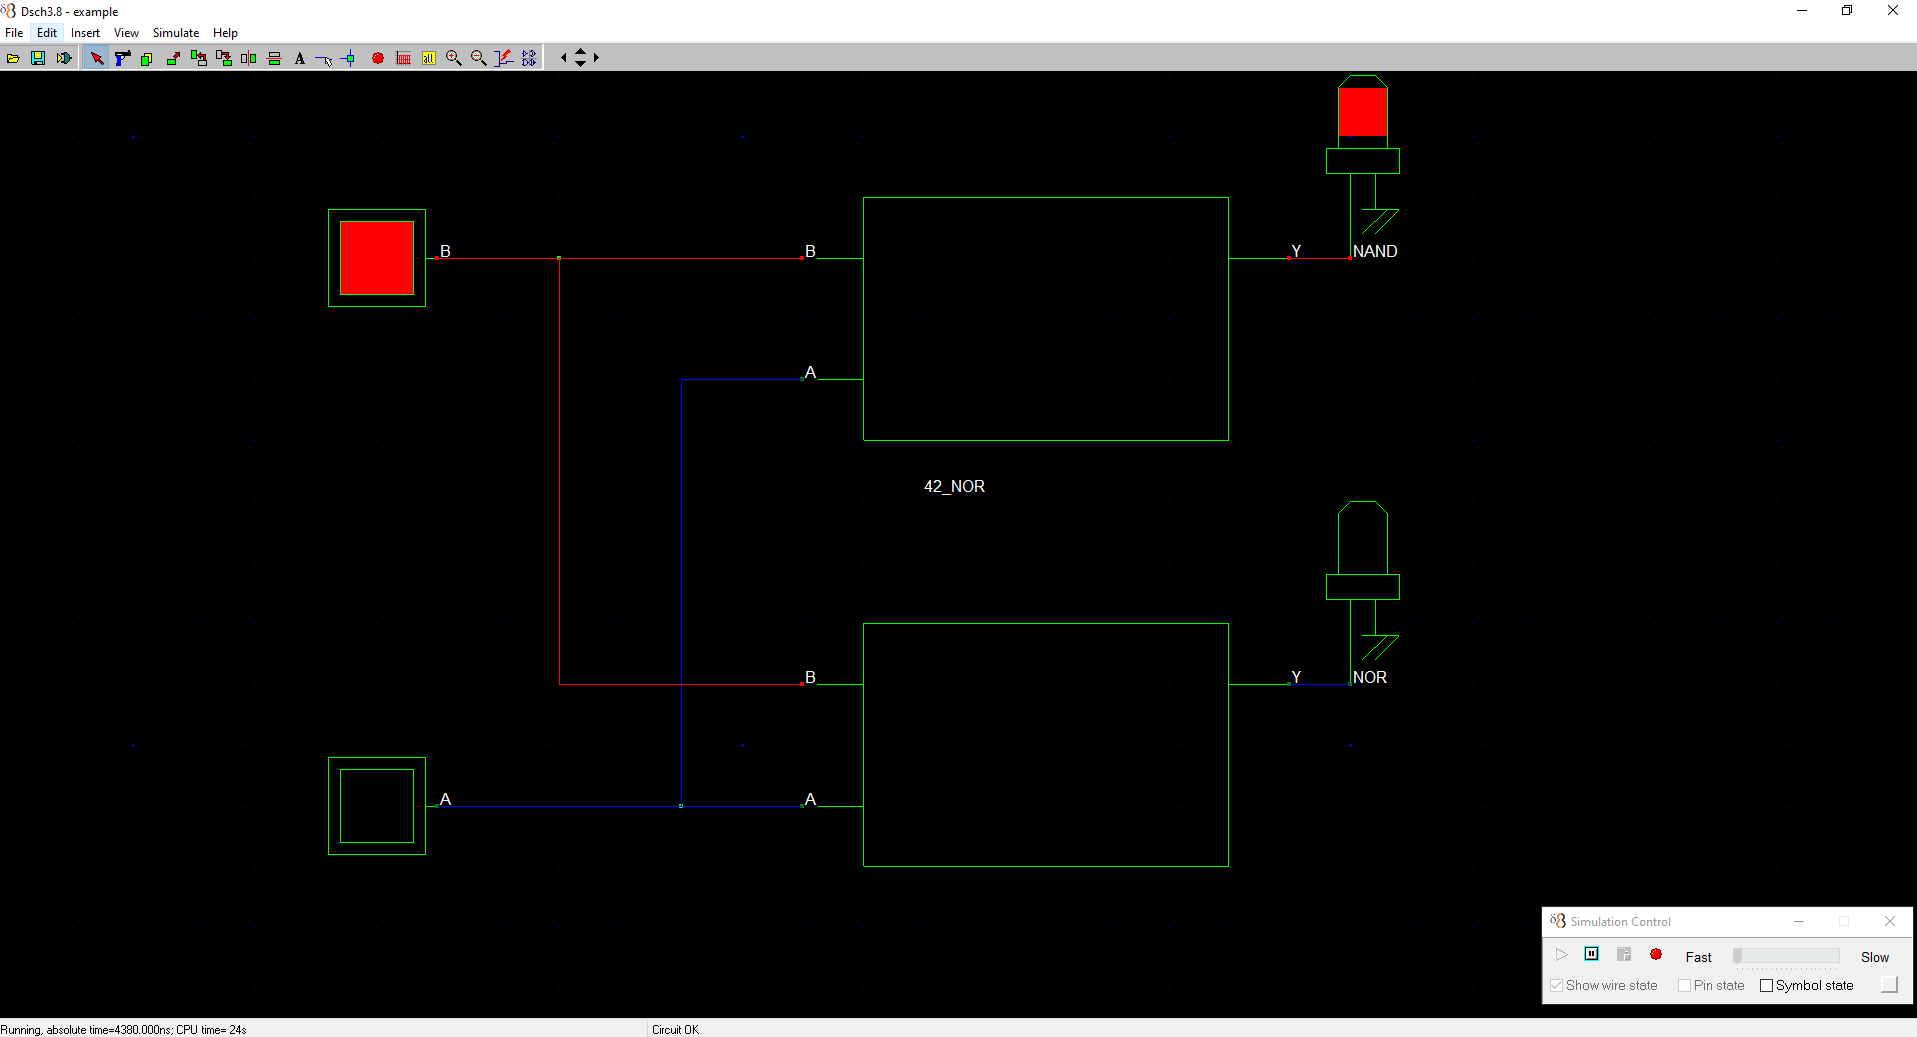 Dsch3.8 - example
File Edit Insert View Simulate Help
A
all
B
B
Y
NAND
A
42_NOR
B
Y
NOR
A
A
Simulation Control
Fast
Slow
Show wire state
Pin state
Symbol state
Running, absolute time=4380.000ns; CPU time= 24s
Circuit OK